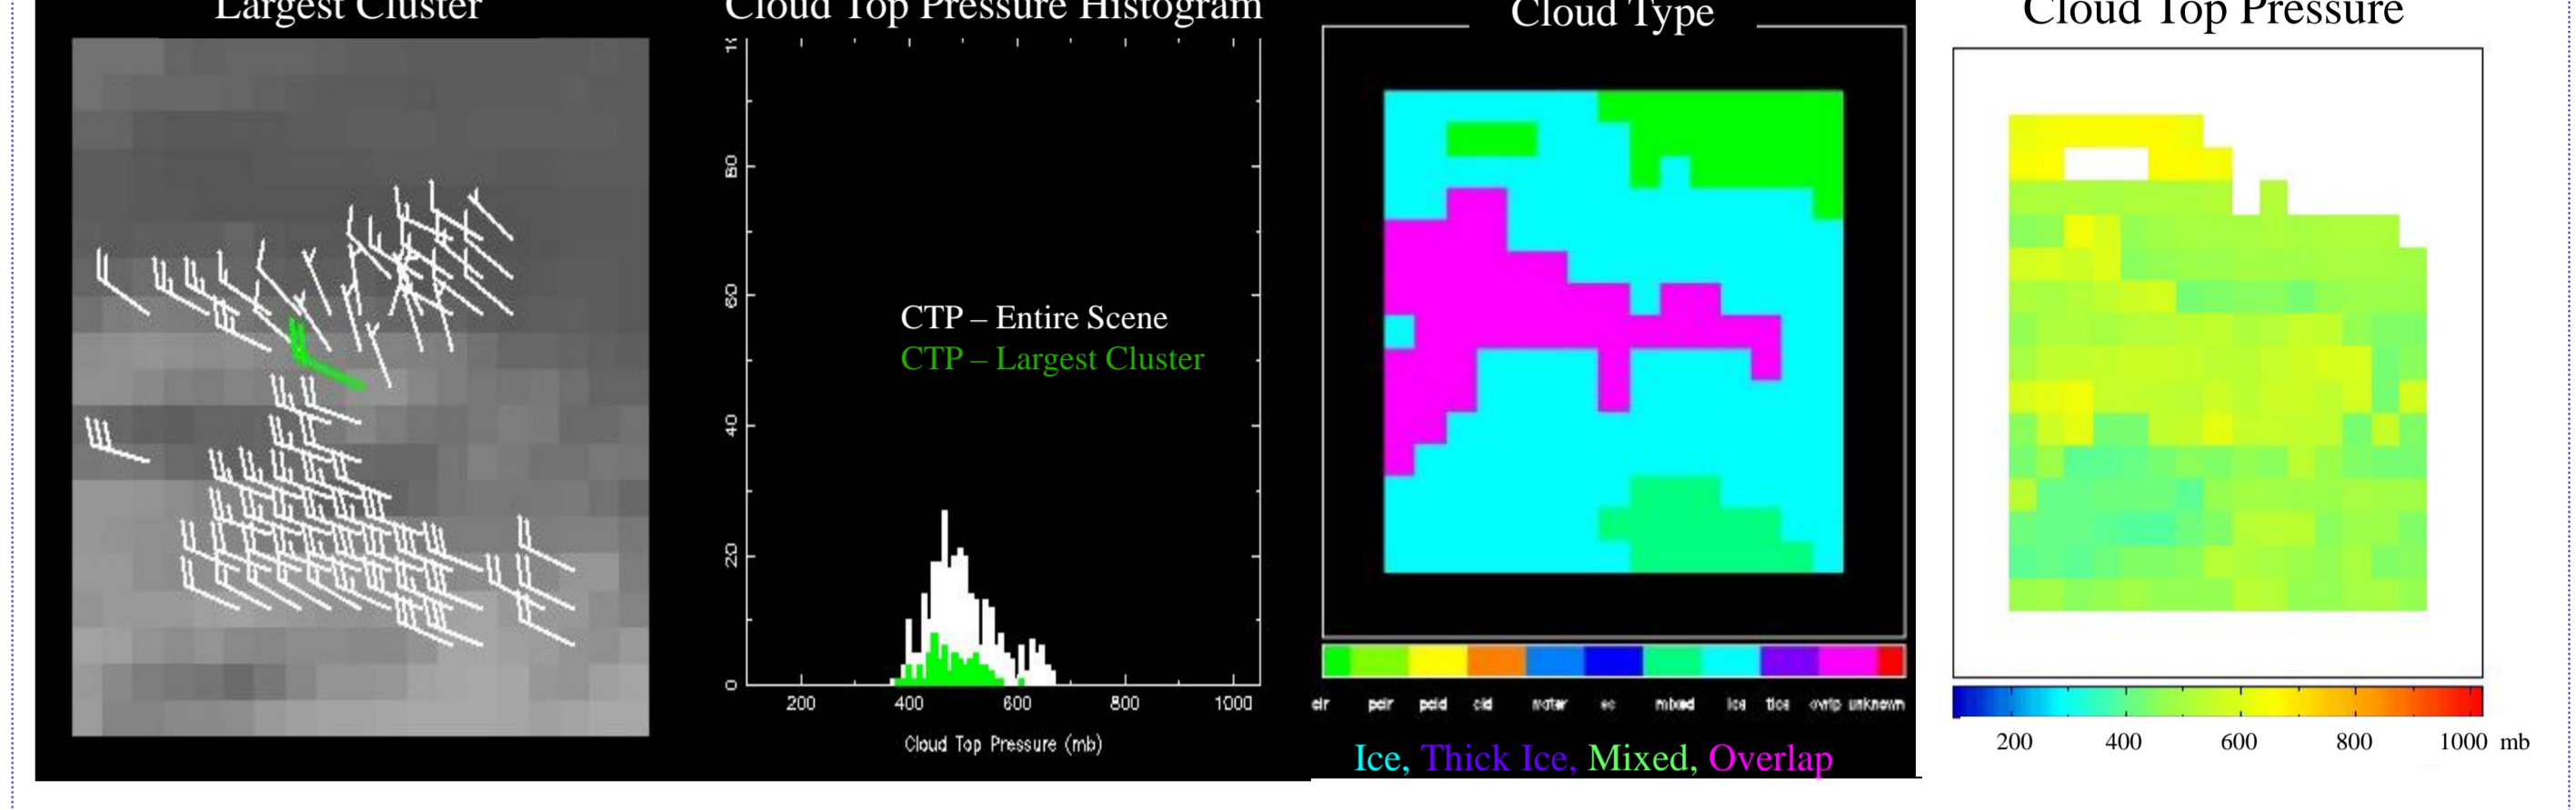 Largest Cluster
Cloud Top Pressure Histogram
Cloud Type
Cloud Top Pressure
80
60
40
20
0
CTP – Entire Scene
CTP – Largest Cluster
200 400 600 800 1000
Cloud Top Pressure (mb)
clr pclr pcld cld water sc mixed ice tice ovrlp unknown
Ice, Thick Ice, Mixed, Overlap
200 400 600 800 1000 mb